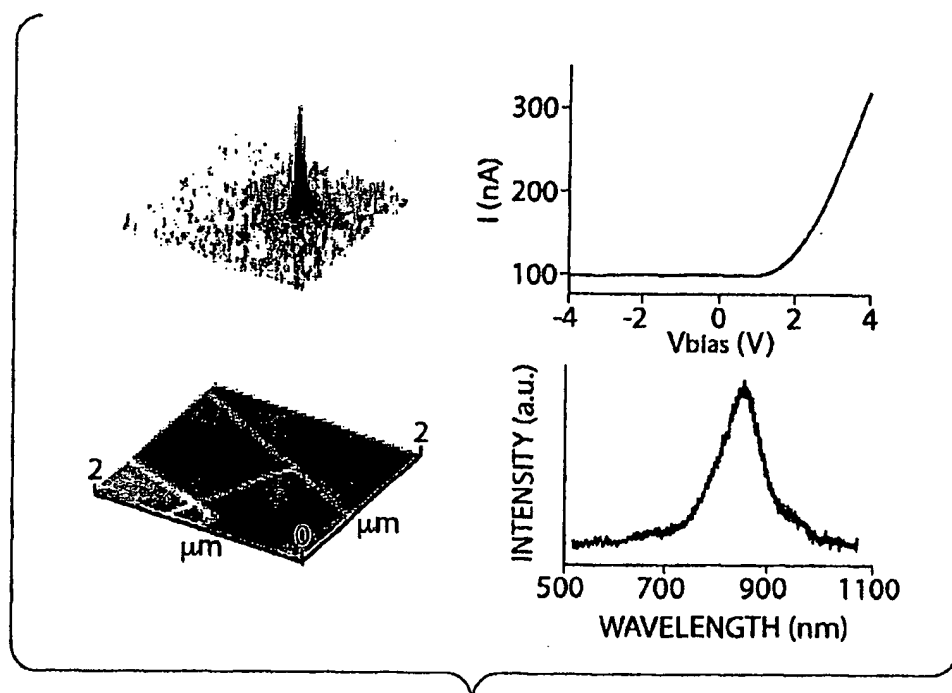 300
200
100
I (nA)
-4 -2 0 2 4
Vbias (V)
2 2
0
μm μm
INTENSITY (a.u.)
500 700 900 1100
WAVELENGTH (nm)